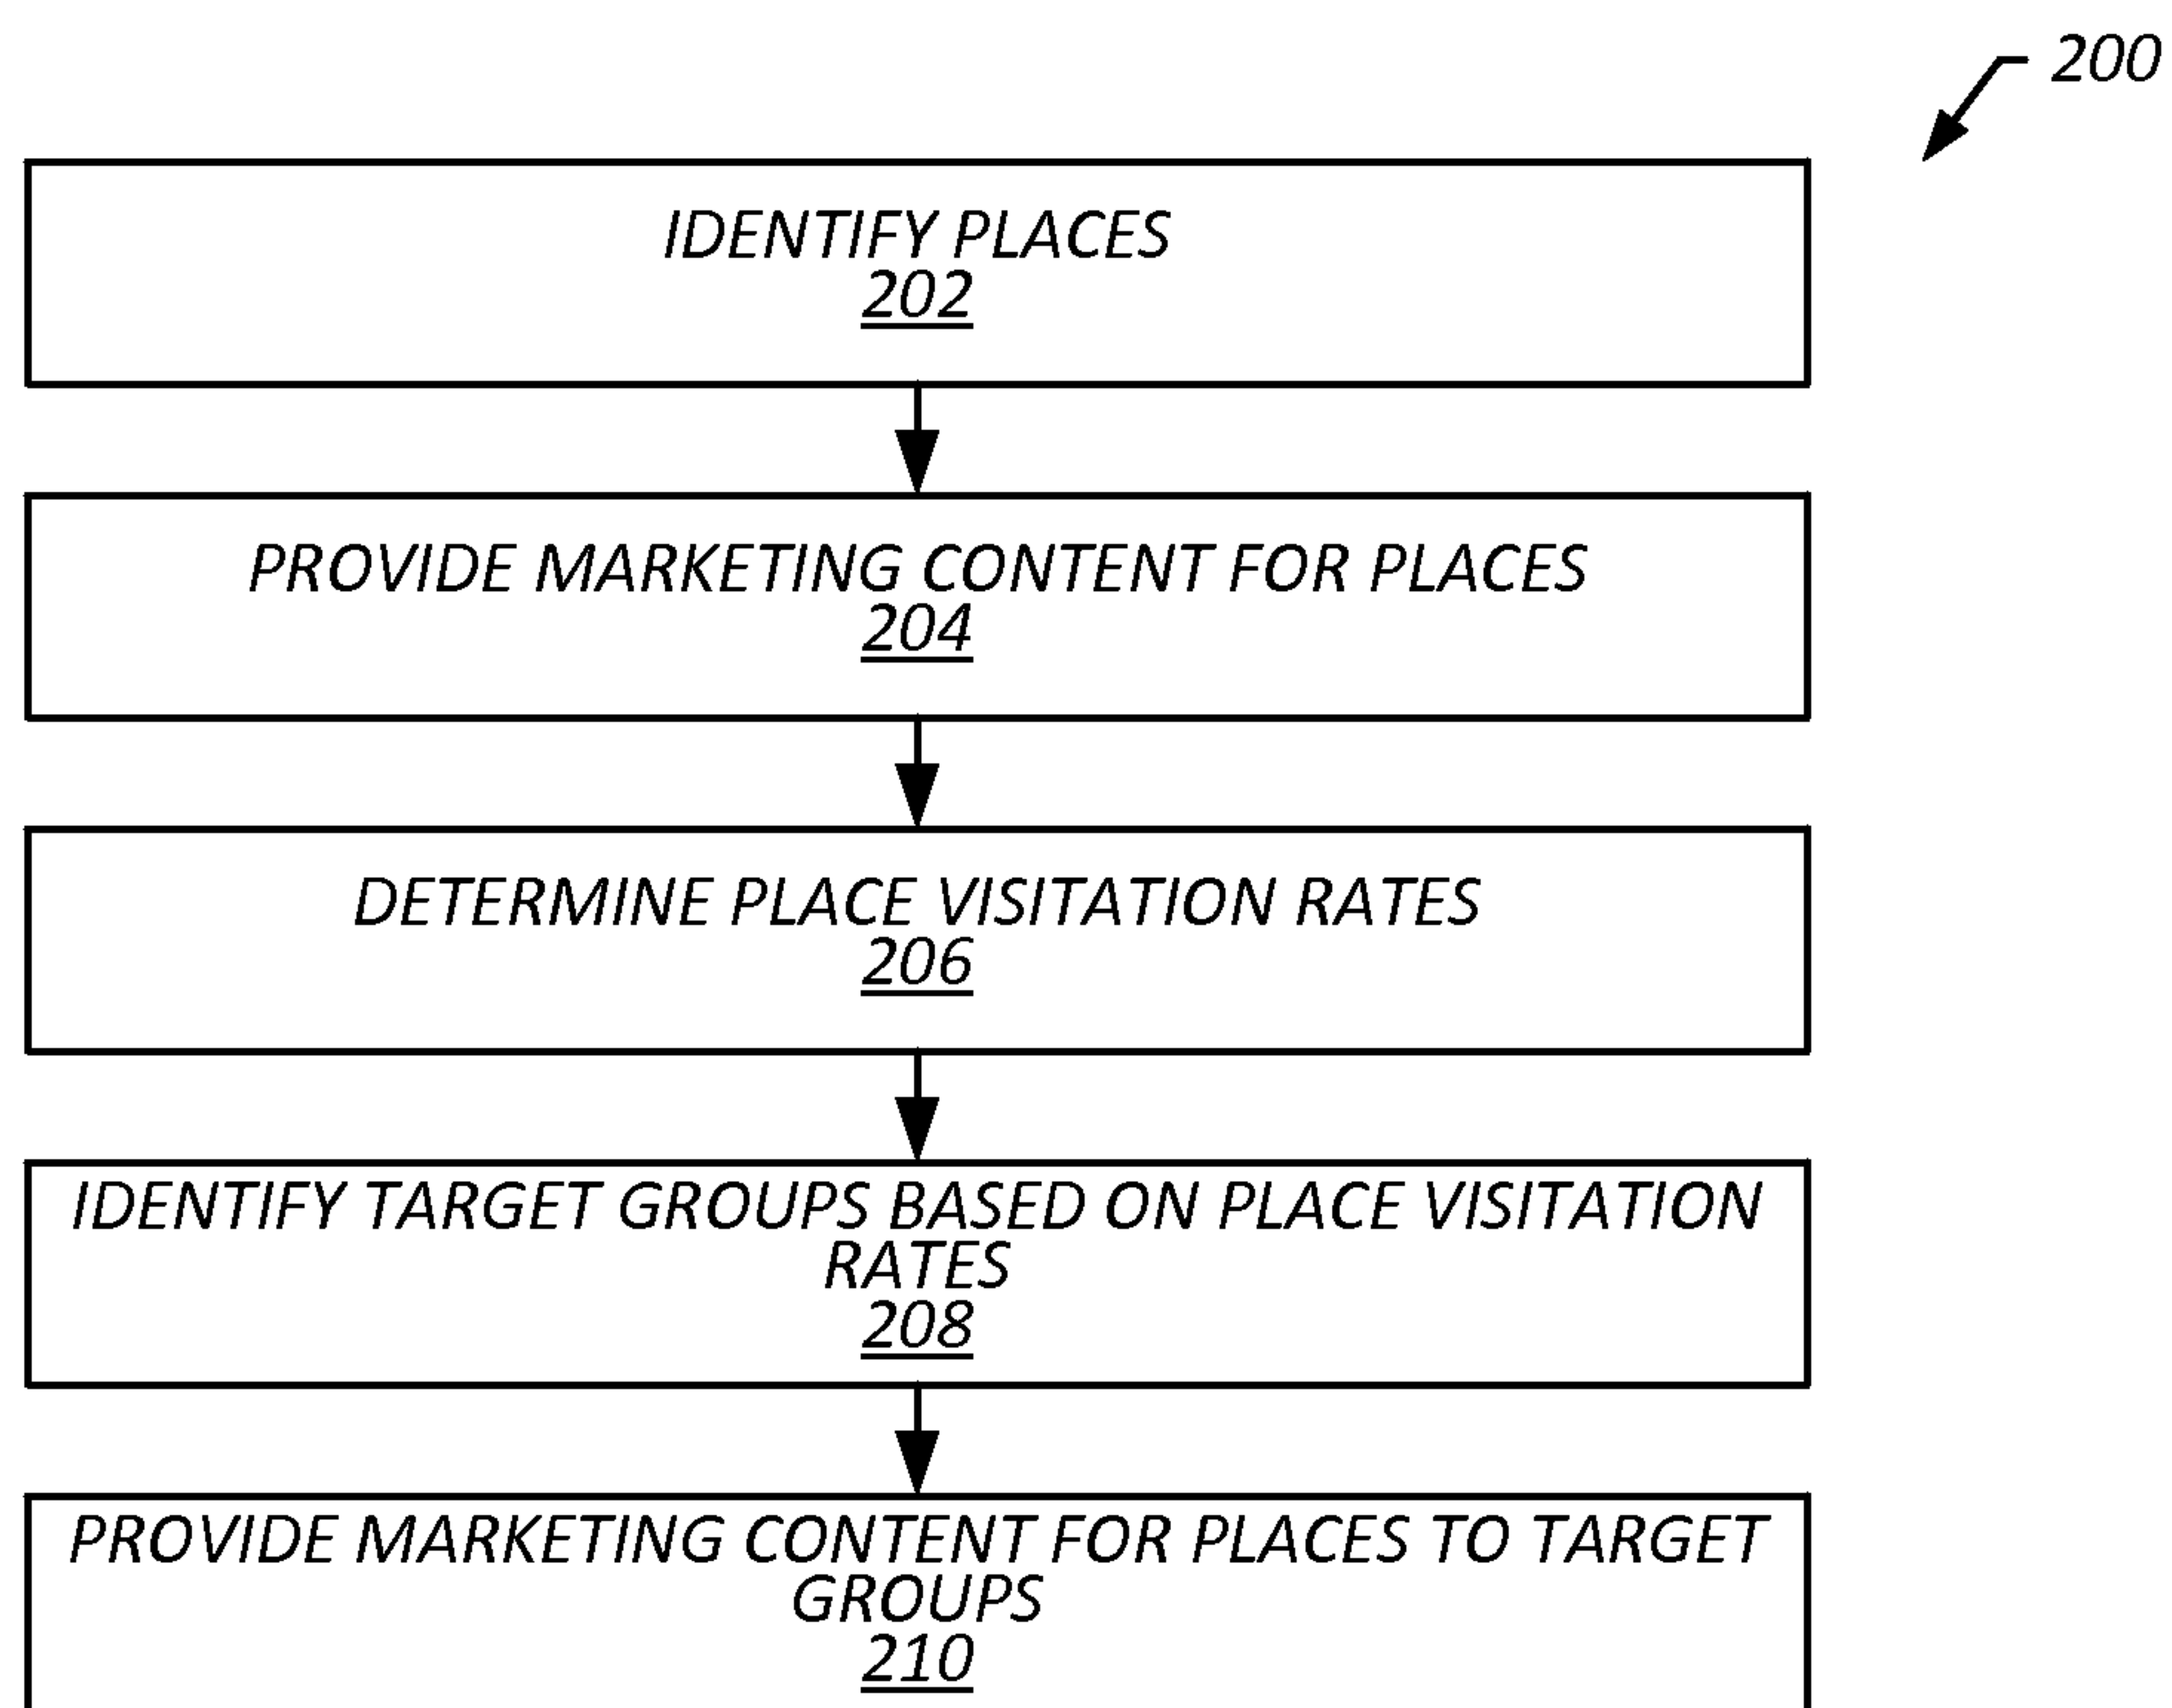 200
IDENTIFY PLACES
202
PROVIDE MARKETING CONTENT FOR PLACES
204
DETERMINE PLACE VISITATION RATES
206
IDENTIFY TARGET GROUPS BASED ON PLACE VISITATION
RATES
208
PROVIDE MARKETING CONTENT FOR PLACES TO TARGET
GROUPS
210